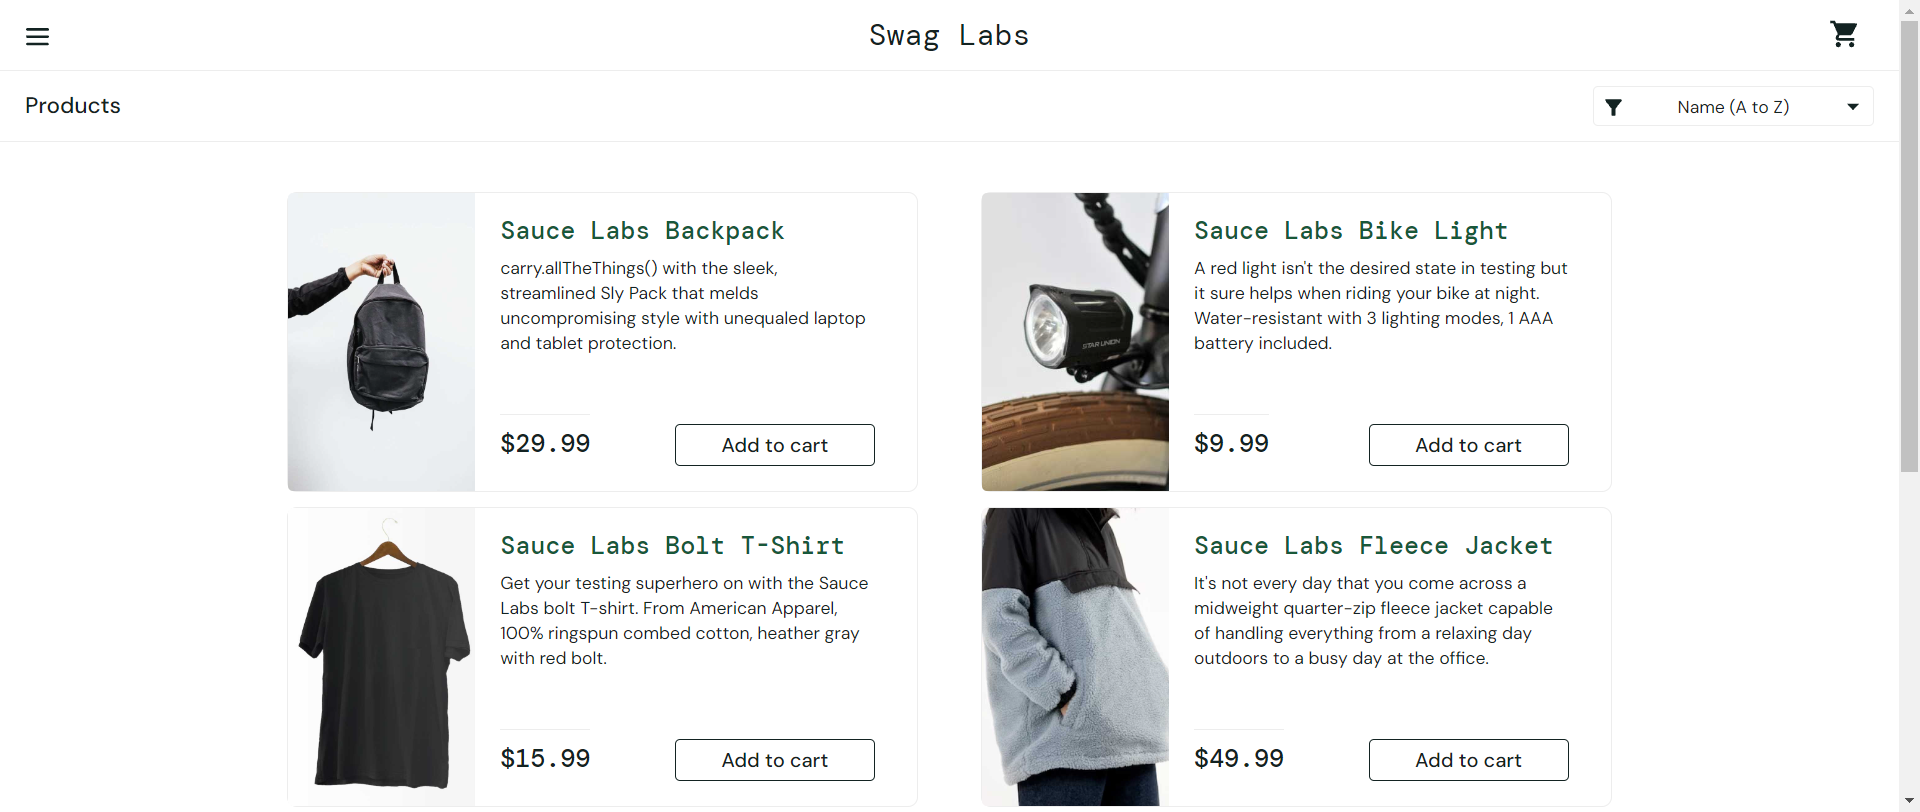 Swag Labs
Products
Name (A to Z)
Sauce Labs Backpack
carry.allTheThings() with the sleek,
streamlined Sly Pack that melds
uncompromising style with unequaled laptop
and tablet protection.
$29.99
Add to cart
Sauce Labs Bike Light
A red light isn't the desired state in testing but
it sure helps when riding your bike at night.
Water-resistant with 3 lighting modes, 1 AAA
battery included.
STAR UNION
$9.99
Add to cart
Sauce Labs Bolt T-Shirt
Get your testing superhero on with the Sauce
Labs bolt T-shirt. From American Apparel,
100% ringspun combed cotton, heather gray
with red bolt.
$15.99
Add to cart
Sauce Labs Fleece Jacket
It's not every day that you come across a
midweight quarter-zip fleece jacket capable
of handling everything from a relaxing day
outdoors to a busy day at the office.
$49.99
Add to cart